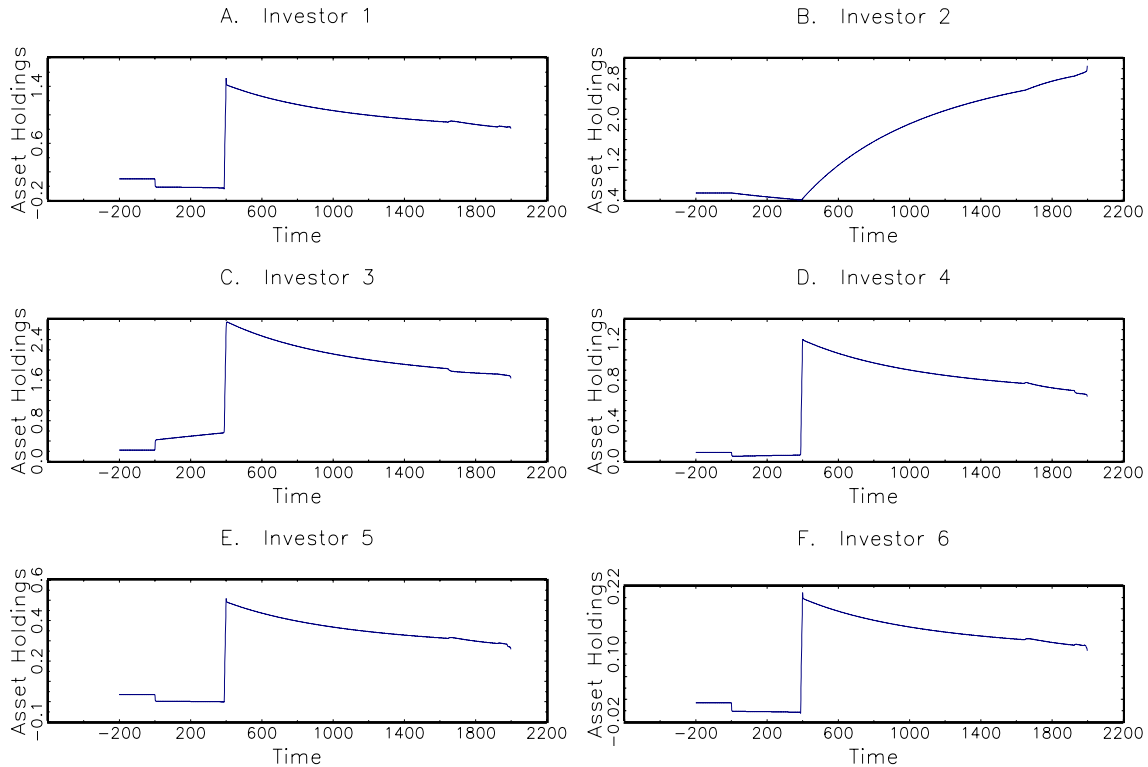 A. Investor 1
Asset Holdings
-0.2 0.6 1.4
-200 200 600 1000 1400 1800 2200
Time
B. Investor 2
Asset Holdings
0.4 1.2 2.0 2.8
-200 200 600 1000 1400 1800 2200
Time
C. Investor 3
Asset Holdings
0.0 0.8 1.6 2.4
-200 200 600 1000 1400 1800 2200
Time
D. Investor 4
Asset Holdings
0.0 0.4 0.8 1.2
-200 200 600 1000 1400 1800 2200
Time
E. Investor 5
Asset Holdings
-0.1 0.2 0.4 0.6
-200 200 600 1000 1400 1800 2200
Time
F. Investor 6
Asset Holdings
-0.02 0.10 0.22
-200 200 600 1000 1400 1800 2200
Time